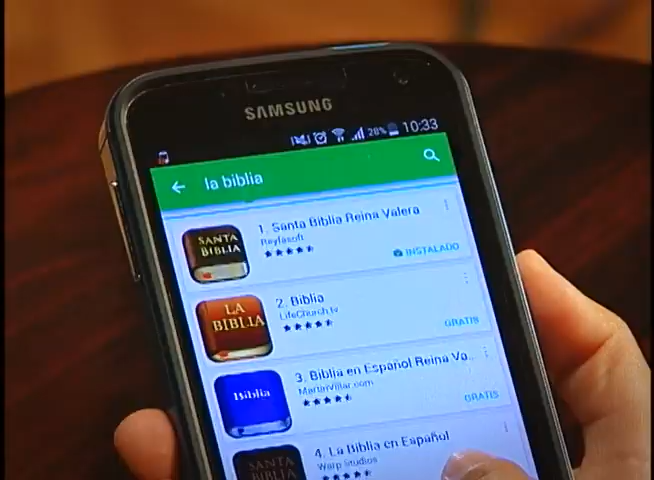 SAMSUNG
28% 10:33
la biblia
SANTA
BIBLIA
1. Santa Biblia Reina Valera
Reylasoft
INSTALADO
LA
BIBLIA
2. Biblia
LifeChurch.tv
GRATIS
Biblia
3. Biblia en Español Reina Va..
MartinVillar.com
GRATIS
SANTA
4. La Biblia en Español
Warp Studios